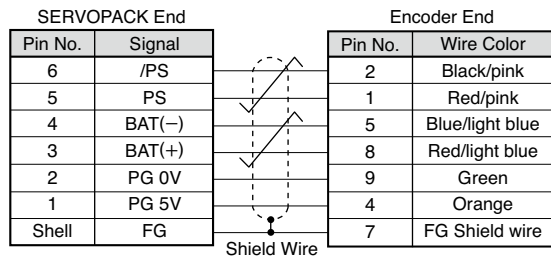 SERVOPACK End Encoder End
Pin No. Signal Pin No. Wire Color
6 /PS 2 Black/pink
5 PS 1 Red/pink
4 BAT(−) 5 Blue/light blue
3 BAT(+) 8 Red/light blue
2 PG 0V 9 Green
1 PG 5V 4 Orange
Shell FG 7 FG Shield wire
Shield Wire